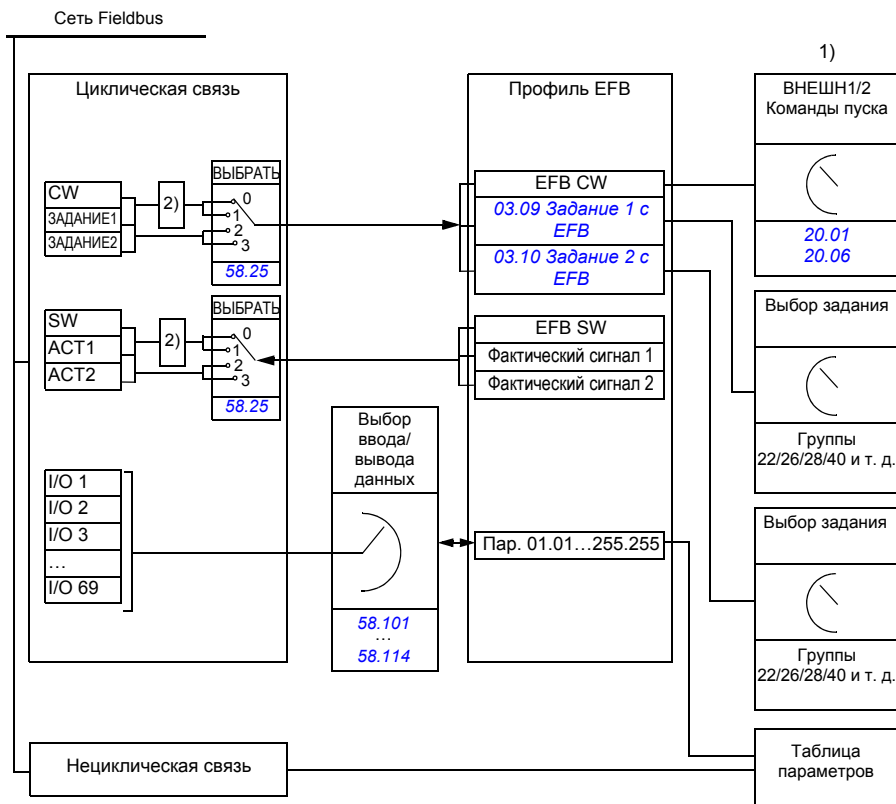 Сеть Fieldbus
1)
Циклическая связь
Профиль EFB
ВНЕШН1/2
Команды пуска
CW
ЗАДАНИЕ1
ЗАДАНИЕ2
2)
ВЫБРАТЬ
0
1
2
3
58.25
EFB CW
03.09 Задание 1 с
EFB
03.10 Задание 2 с
EFB
20.01
20.06
SW
ACT1
ACT2
2)
ВЫБРАТЬ
0
1
2
3
58.25
EFB SW
Фактический сигнал 1
Фактический сигнал 2
Выбор задания
Группы
22/26/28/40 и т. д.
I/O 1
I/O 2
I/O 3
…
I/O 69
Выбор
ввода/
вывода
данных
58.101
…
58.114
Пар. 01.01…255.255
Выбор задания
Группы
22/26/28/40 и т. д.
Нециклическая связь
Таблица
параметров